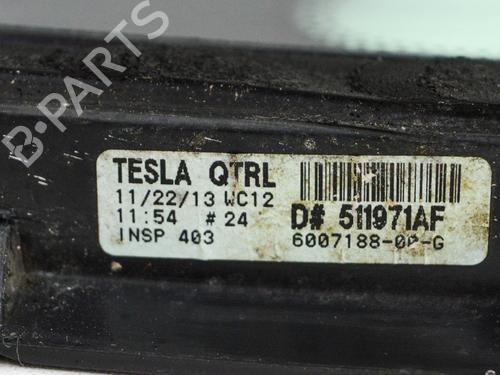 B-PARTS
TESLA QTRL
11/22/13 WC12
11:54 #24
INSP 403
D# 511971AF